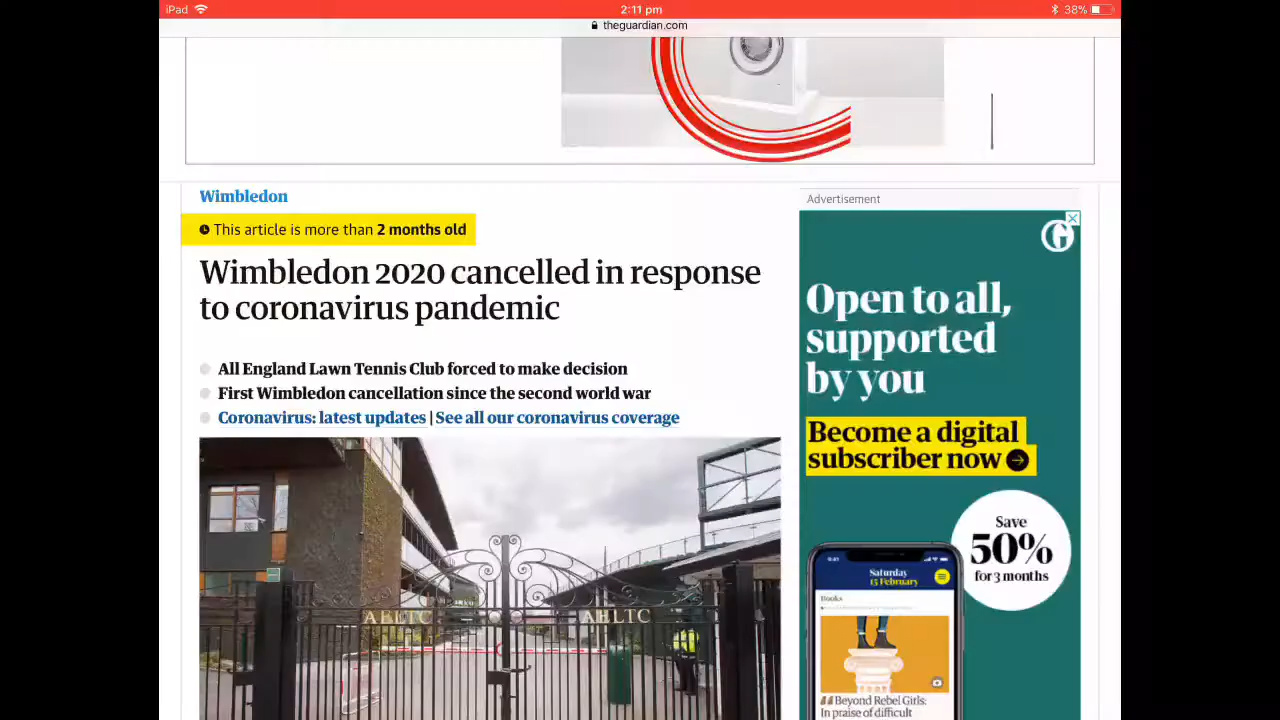 iPad
2:11 pm
38%
theguardian.com
Wimbledon
This article is more than 2 months old
Wimbledon 2020 cancelled in response
to coronavirus pandemic
All England Lawn Tennis Club forced to make decision
First Wimbledon cancellation since the second world war
Coronavirus: latest updates | See all our coronavirus coverage
AELTC AELTC
Advertisement
G
Open to all,
supported
by you
Become a digital
subscriber now
Save
50%
for 3 months
9:41
Saturday
15 February
Books
Beyond Rebel Girls:
In praise of difficult